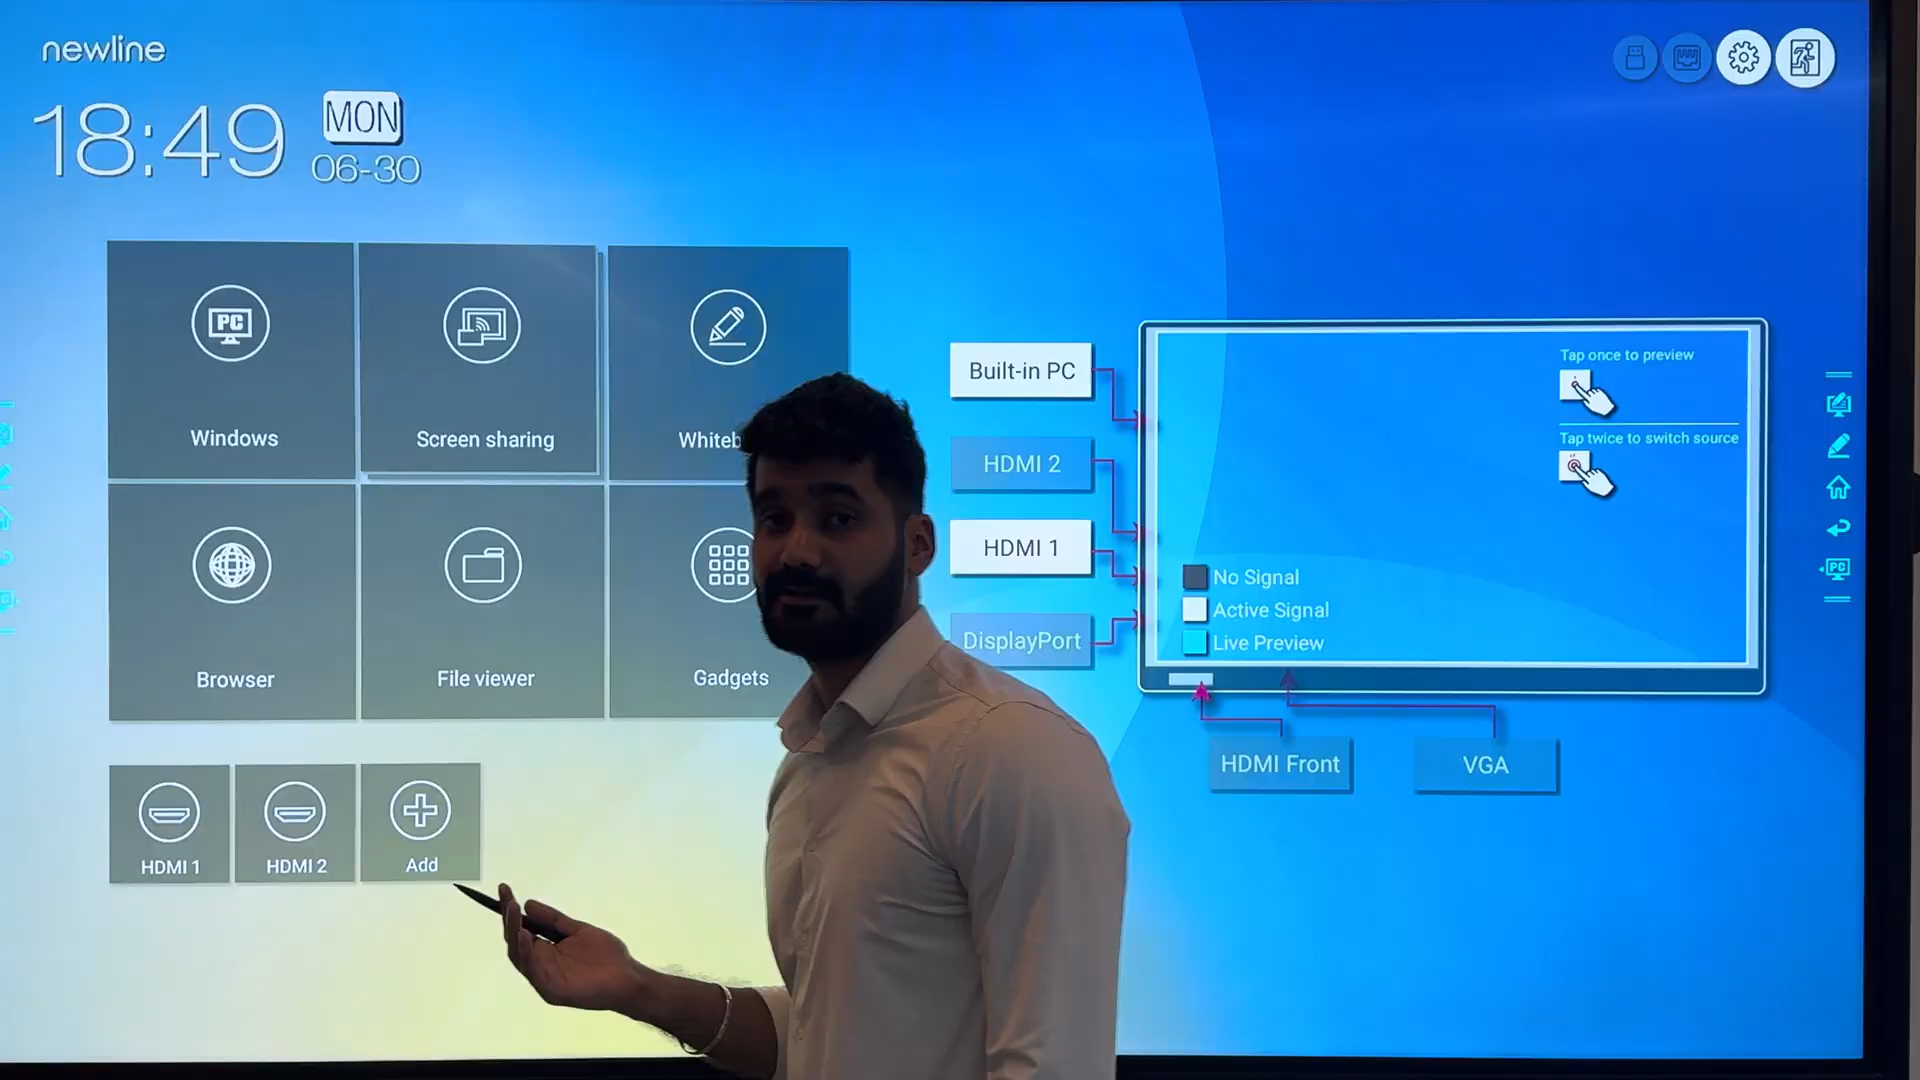 newline
18:49
MON
06-30
Windows
Screen sharing
Whiteb
Browser
File viewer
Gadgets
HDMI 1
HDMI 2
Add
Built-in PC
HDMI 2
HDMI 1
DisplayPort
Tap once to preview
Tap twice to switch source
No Signal
Active Signal
Live Preview
HDMI Front
VGA
PC
PC